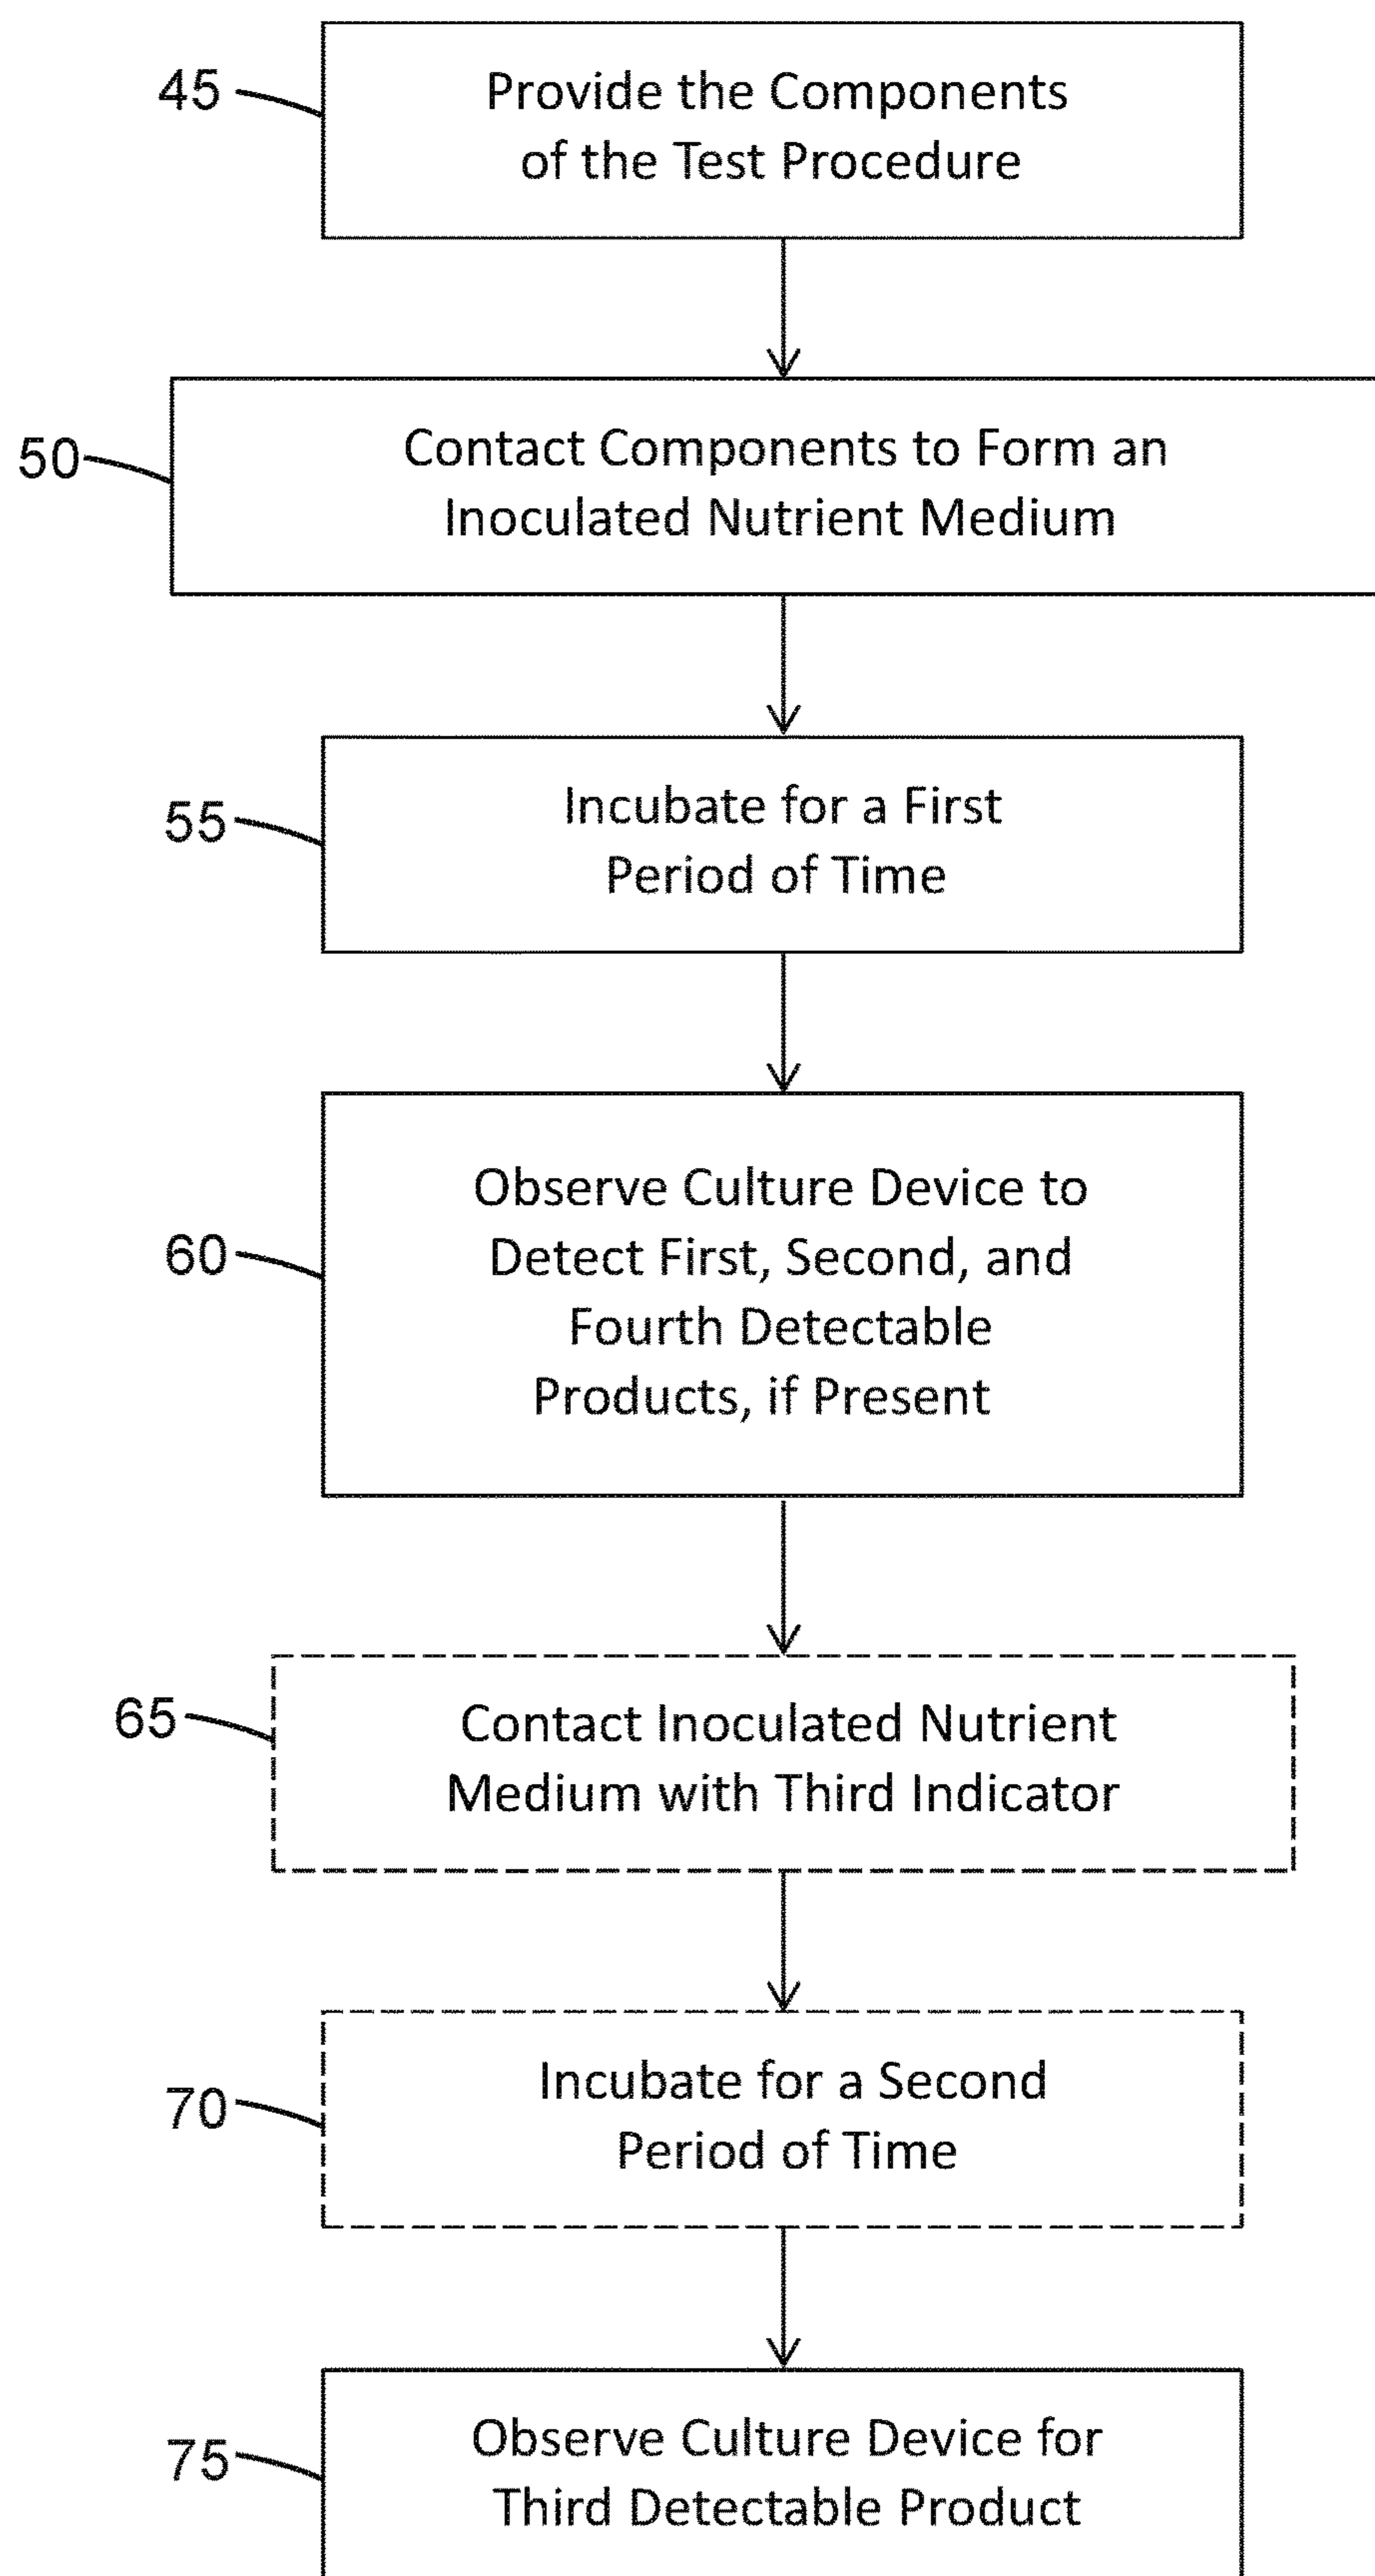 45
Provide the Components
of the Test Procedure
50
Contact Components to Form an
Inoculated Nutrient Medium
55
Incubate for a First
Period of Time
60
Observe Culture Device to
Detect First, Second, and
Fourth Detectable
Products, if Present
65
Contact Inoculated Nutrient
Medium with Third Indicator
70
Incubate for a Second
Period of Time
75
Observe Culture Device for
Third Detectable Product